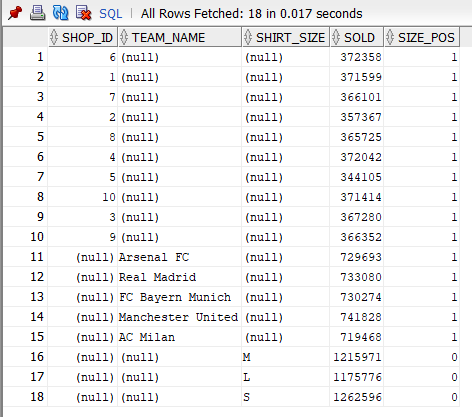 SQL | All Rows Fetched: 18 in 0.017 seconds
SHOP_ID TEAM_NAME SHIRT_SIZE SOLD SIZE_POS
1 6 (null) (null) 372358 1
2 1 (null) (null) 371599 1
3 7 (null) (null) 366101 1
4 2 (null) (null) 357367 1
5 8 (null) (null) 365725 1
6 4 (null) (null) 372042 1
7 5 (null) (null) 344105 1
8 10 (null) (null) 371414 1
9 3 (null) (null) 367280 1
10 9 (null) (null) 366352 1
11 (null) Arsenal FC (null) 729693 1
12 (null) Real Madrid (null) 733080 1
13 (null) FC Bayern Munich (null) 730274 1
14 (null) Manchester United (null) 741828 1
15 (null) AC Milan (null) 719468 1
16 (null) (null) M 1215971 0
17 (null) (null) L 1175776 0
18 (null) (null) S 1262596 0